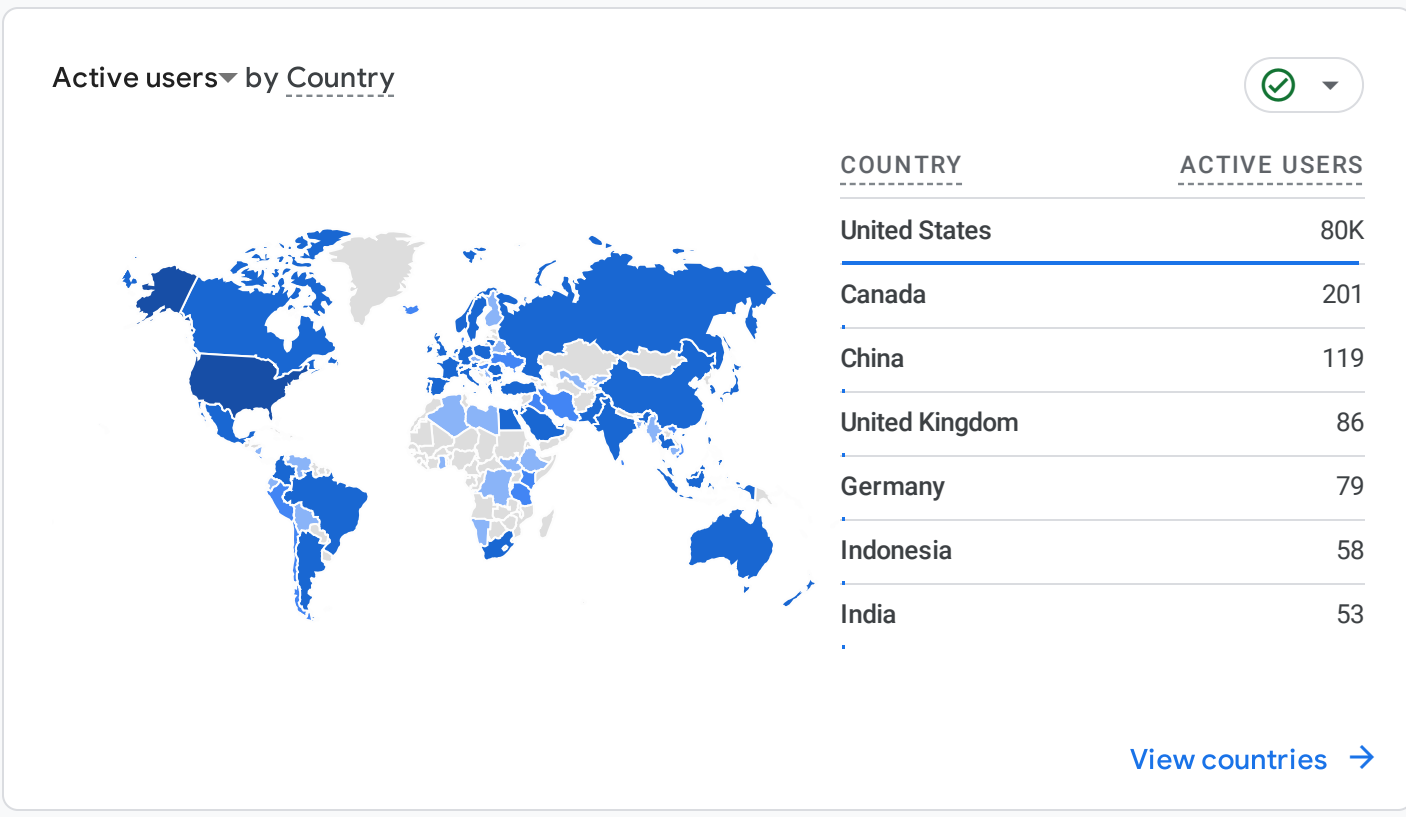 Active users by Country
COUNTRY ACTIVE USERS
United States 80K
Canada 201
China 119
United Kingdom 86
Germany 79
Indonesia 58
India 53
View countries